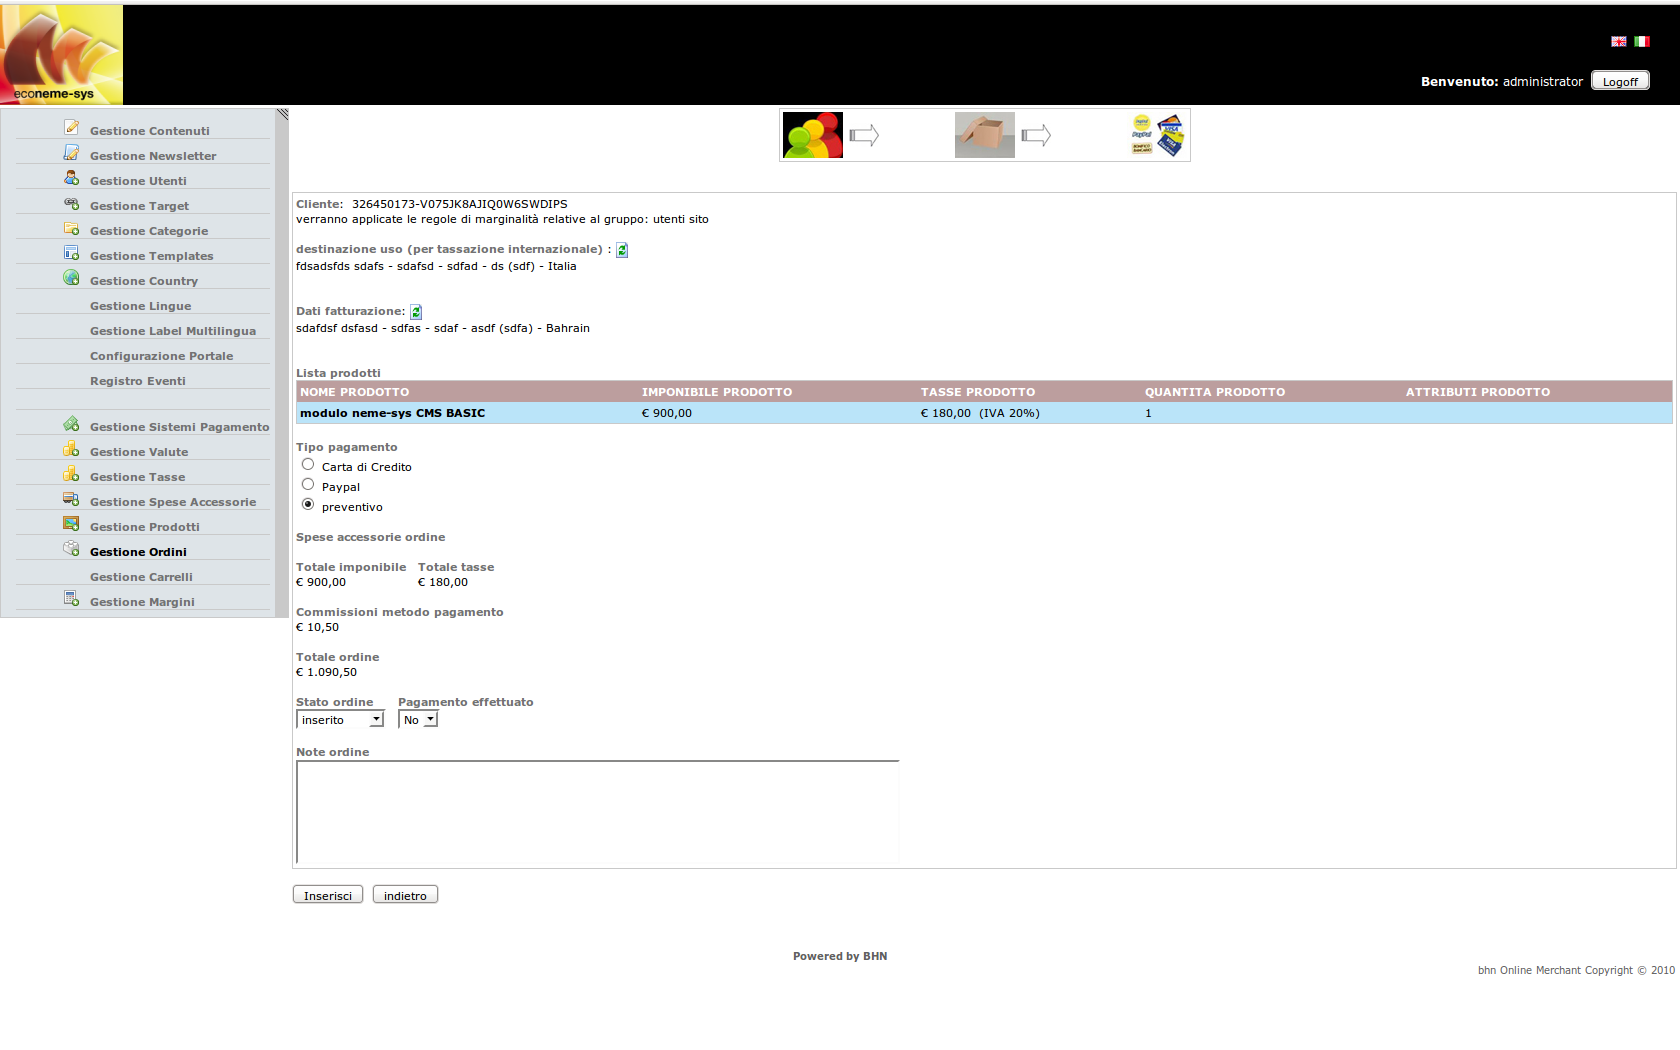 econeme-sys
Benvenuto: administrator Logoff
Gestione Contenuti
Gestione Newsletter
Gestione Utenti
Gestione Target
Gestione Categorie
Gestione Templates
Gestione Country
Gestione Lingue
Gestione Label Multilingua
Configurazione Portale
Registro Eventi
Gestione Sistemi Pagamento
Gestione Valute
Gestione Tasse
Gestione Spese Accessorie
Gestione Prodotti
Gestione Ordini
Gestione Carrelli
Gestione Margini
PayPal
VISA
BONIFICO
BANCARIO
Cliente: 326450173-V075JK8AJIQ0W6SWDIPS
verranno applicate le regole di marginalità relative al gruppo: utenti sito
destinazione uso (per tassazione internazionale) :
fdsadsfds sdafs - sdafsd - sdfad - ds (sdf) - Italia
Dati fatturazione:
sdafdsf dsfasd - sdfas - sdaf - asdf (sdfa) - Bahrain
Lista prodotti
NOME PRODOTTO IMPONIBILE PRODOTTO TASSE PRODOTTO QUANTITA PRODOTTO ATTRIBUTI PRODOTTO
modulo neme-sys CMS BASIC € 900,00 € 180,00 (IVA 20%) 1
Tipo pagamento
Carta di Credito
Paypal
preventivo
Spese accessorie ordine
Totale imponibile Totale tasse
€ 900,00 € 180,00
Commissioni metodo pagamento
€ 10,50
Totale ordine
€ 1.090,50
Stato ordine Pagamento effettuato
inserito No
Note ordine
Inserisci indietro
Powered by BHN
bhn Online Merchant Copyright © 2010